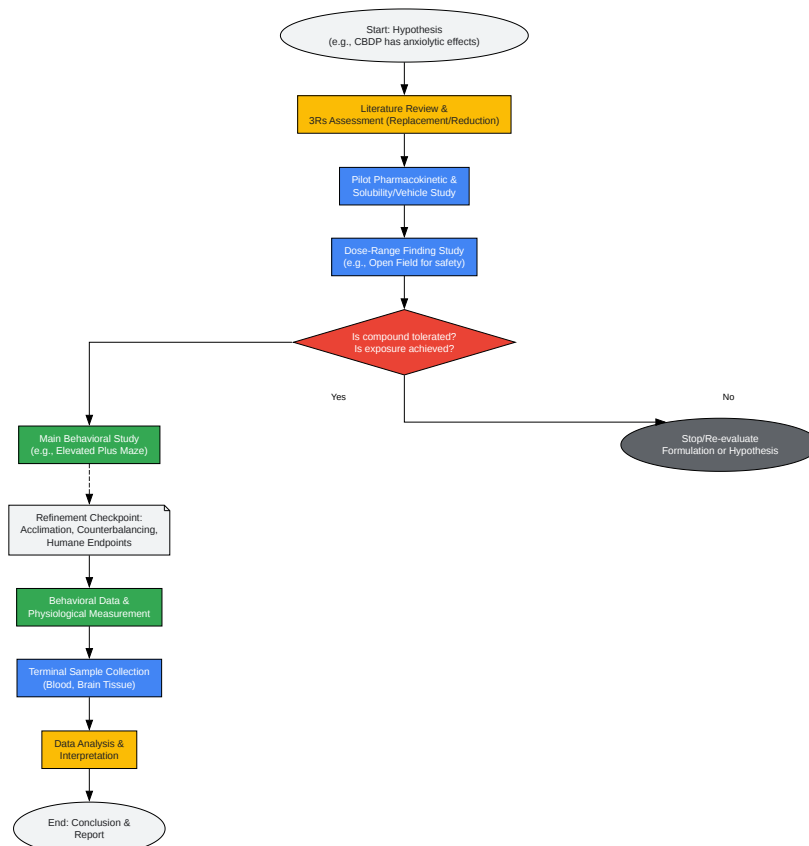 Start: Hypothesis
(e.g., CBDP has anxiolytic effects)
Literature Review &
3Rs Assessment (Replacement/Reduction)
Pilot Pharmacokinetic &
Solubility/Vehicle Study
Dose-Range Finding Study
(e.g., Open Field for safety)
Is compound tolerated?
Is exposure achieved?
Yes
No
Main Behavioral Study
(e.g., Elevated Plus Maze)
Stop/Re-evaluate
Formulation or Hypothesis
Refinement Checkpoint:
Acclimation, Counterbalancing,
Humane Endpoints
Behavioral Data &
Physiological Measurement
Terminal Sample Collection
(Blood, Brain Tissue)
Data Analysis &
Interpretation
End: Conclusion &
Report